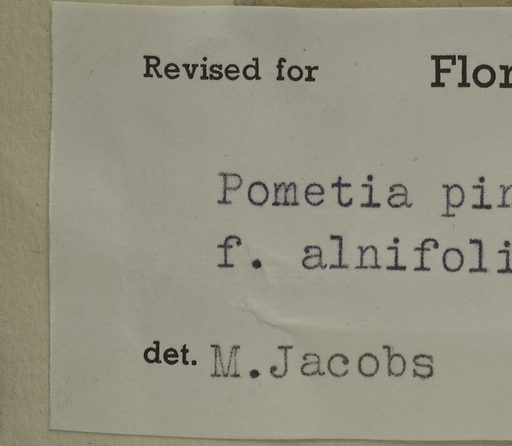 Revised for Flor
Pometia pin
f. alnifoli
det. M.Jacobs